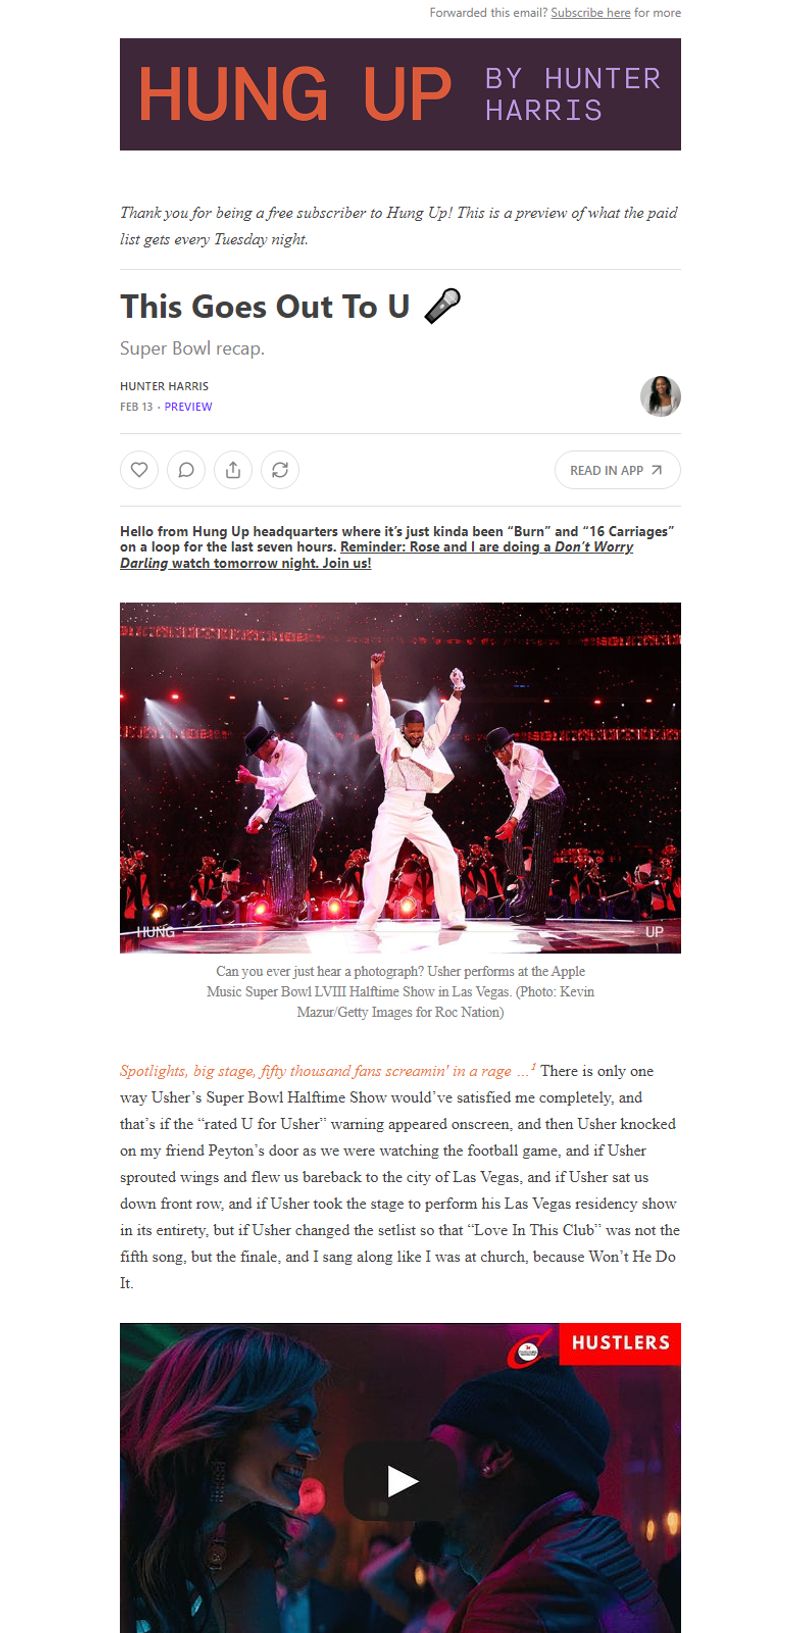 Forwarded this email? Subscribe here for more
HUNG UP
BY HUNTER
HARRIS
Thank you for being a free subscriber to Hung Up! This is a preview of what the paid
list gets every Tuesday night.
This Goes Out To U 🎤
Super Bowl recap.
HUNTER HARRIS
FEB 13 · PREVIEW
READ IN APP
Hello from Hung Up headquarters where it’s just kinda been “Burn” and “16 Carriages”
on a loop for the last seven hours. Reminder: Rose and I are doing a Don’t Worry
Darling watch tomorrow night. Join us!
HUNG UP
Can you ever just hear a photograph? Usher performs at the Apple
Music Super Bowl LVIII Halftime Show in Las Vegas. (Photo: Kevin
Mazur/Getty Images for Roc Nation)
Spotlights, big stage, fifty thousand fans screamin' in a rage …1 There is only one
way Usher’s Super Bowl Halftime Show would’ve satisfied me completely, and
that’s if the “rated U for Usher” warning appeared onscreen, and then Usher knocked
on my friend Peyton’s door as we were watching the football game, and if Usher
sprouted wings and flew us bareback to the city of Las Vegas, and if Usher sat us
down front row, and if Usher took the stage to perform his Las Vegas residency show
in its entirety, but if Usher changed the setlist so that “Love In This Club” was not the
fifth song, but the finale, and I sang along like I was at church, because Won’t He Do
It.
HUSTLERS